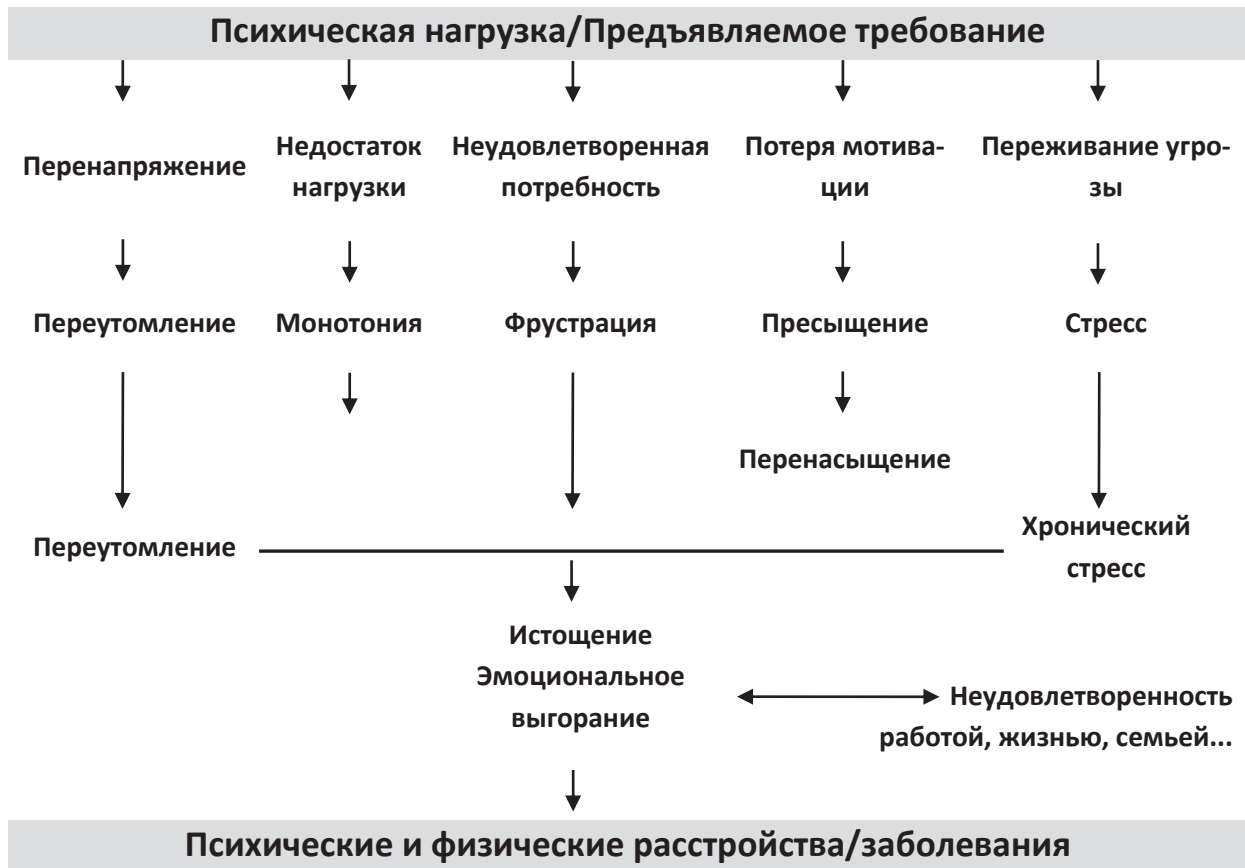 Психическая нагрузка/Предъявляемое требование
Перенапряжение
Недостаток
нагрузки
Неудовлетворенная
потребность
Потеря мотива-
ции
Переживание угро-
зы
Переутомление
Монотония
Фрустрация
Пресыщение
Стресс
Перенасыщение
Переутомление
Хронический
стресс
Истощение
Эмоциональное
выгорание
Неудовлетворенность
работой, жизнью, семьей...
Психические и физические расстройства/заболевания